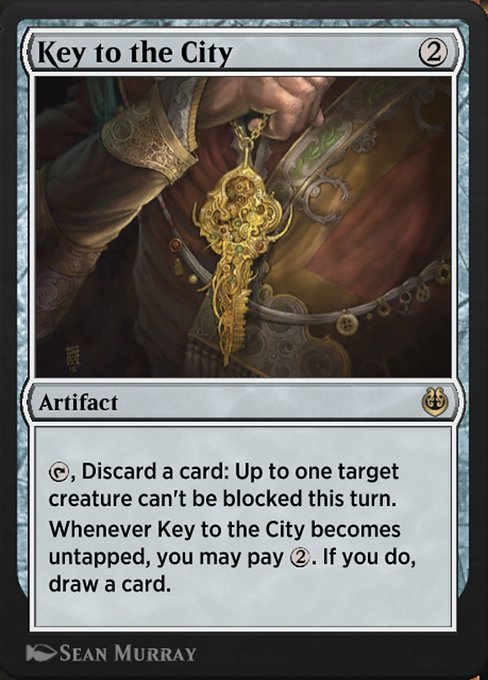 Key to the City 2
Artifact
, Discard a card: Up to one target
creature can't be blocked this turn.
Whenever Key to the City becomes
untapped, you may pay 2. If you do,
draw a card.
Sean Murray